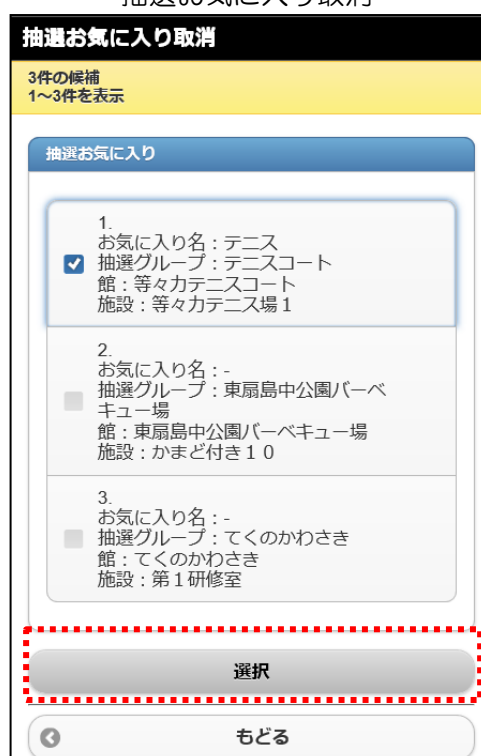 抽選お気に入り取消
抽選お気に入り取消
3件の候補
1～3件を表示
抽選お気に入り
1.
お気に入り名：テニス
抽選グループ：テニスコート
館：等々力テニスコート
施設：等々力テニス場１
2.
お気に入り名：-
抽選グループ：東扇島中公園バーベ
キュー場
館：東扇島中公園バーベキュー場
施設：かまど付き１０
3.
お気に入り名：-
抽選グループ：てくのかわさき
館：てくのかわさき
施設：第１研修室
選択
もどる